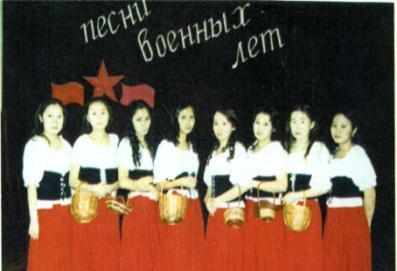 песни
военных
лет